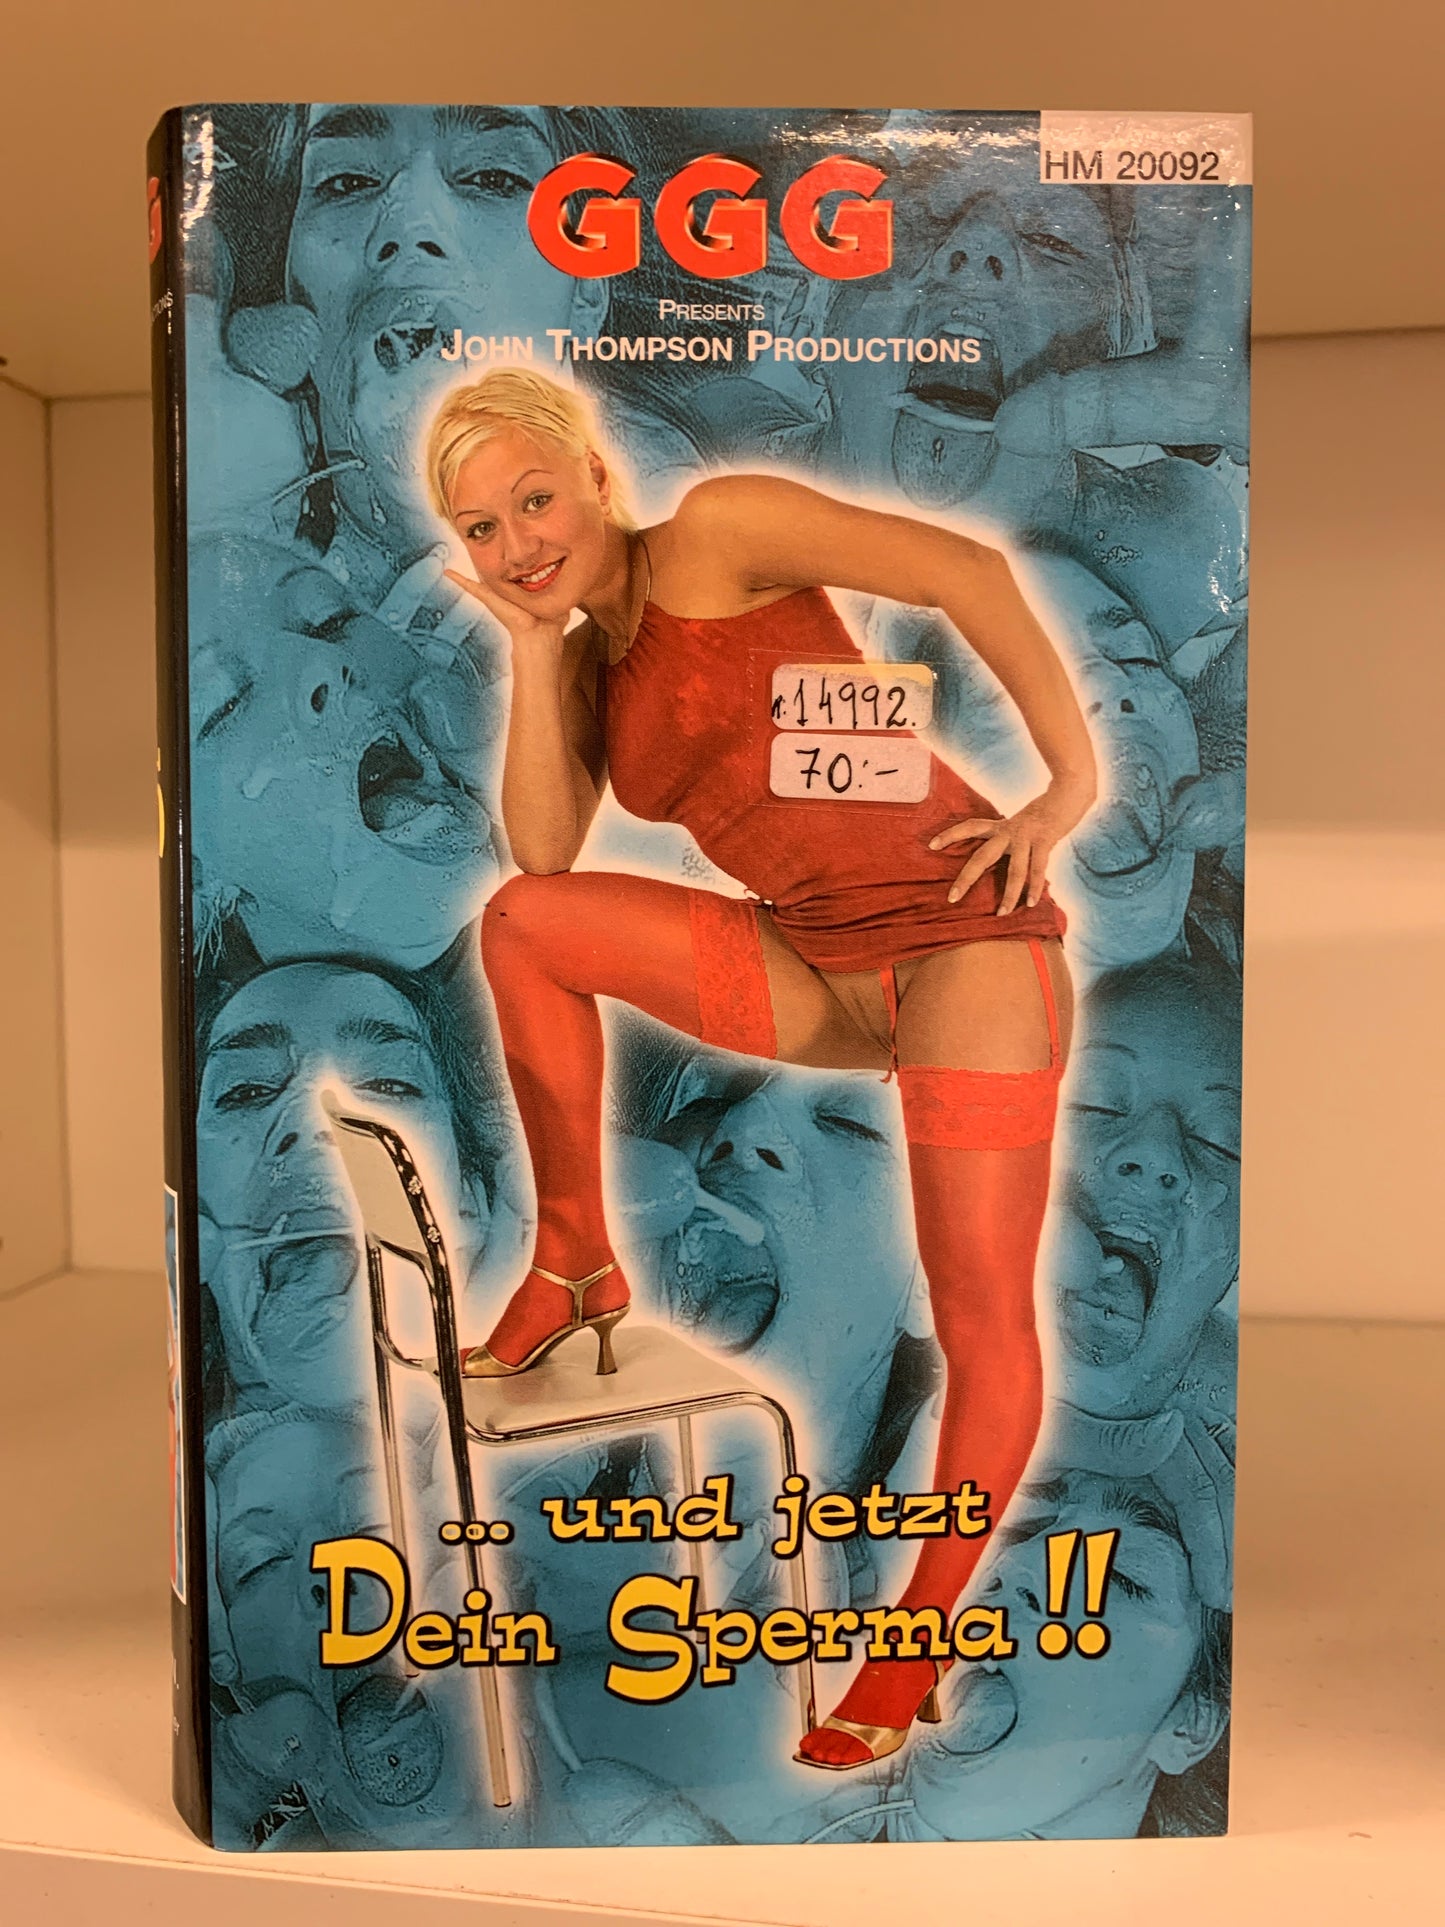 GGG
HM 20092
PRESENTS
JOHN THOMPSON PRODUCTIONS
n. 14992.
70:-
... und jetzt
Dein Sperma!!